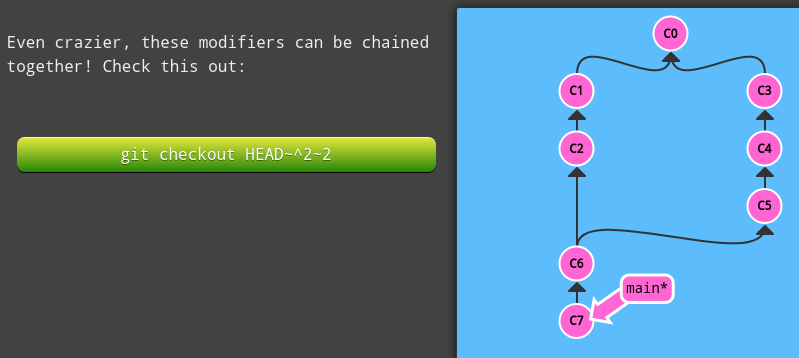 Even crazier, these modifiers can be chained
together! Check this out:
git checkout HEAD~^2~2
C0
C1
C3
C2
C4
C5
C6
main*
C7